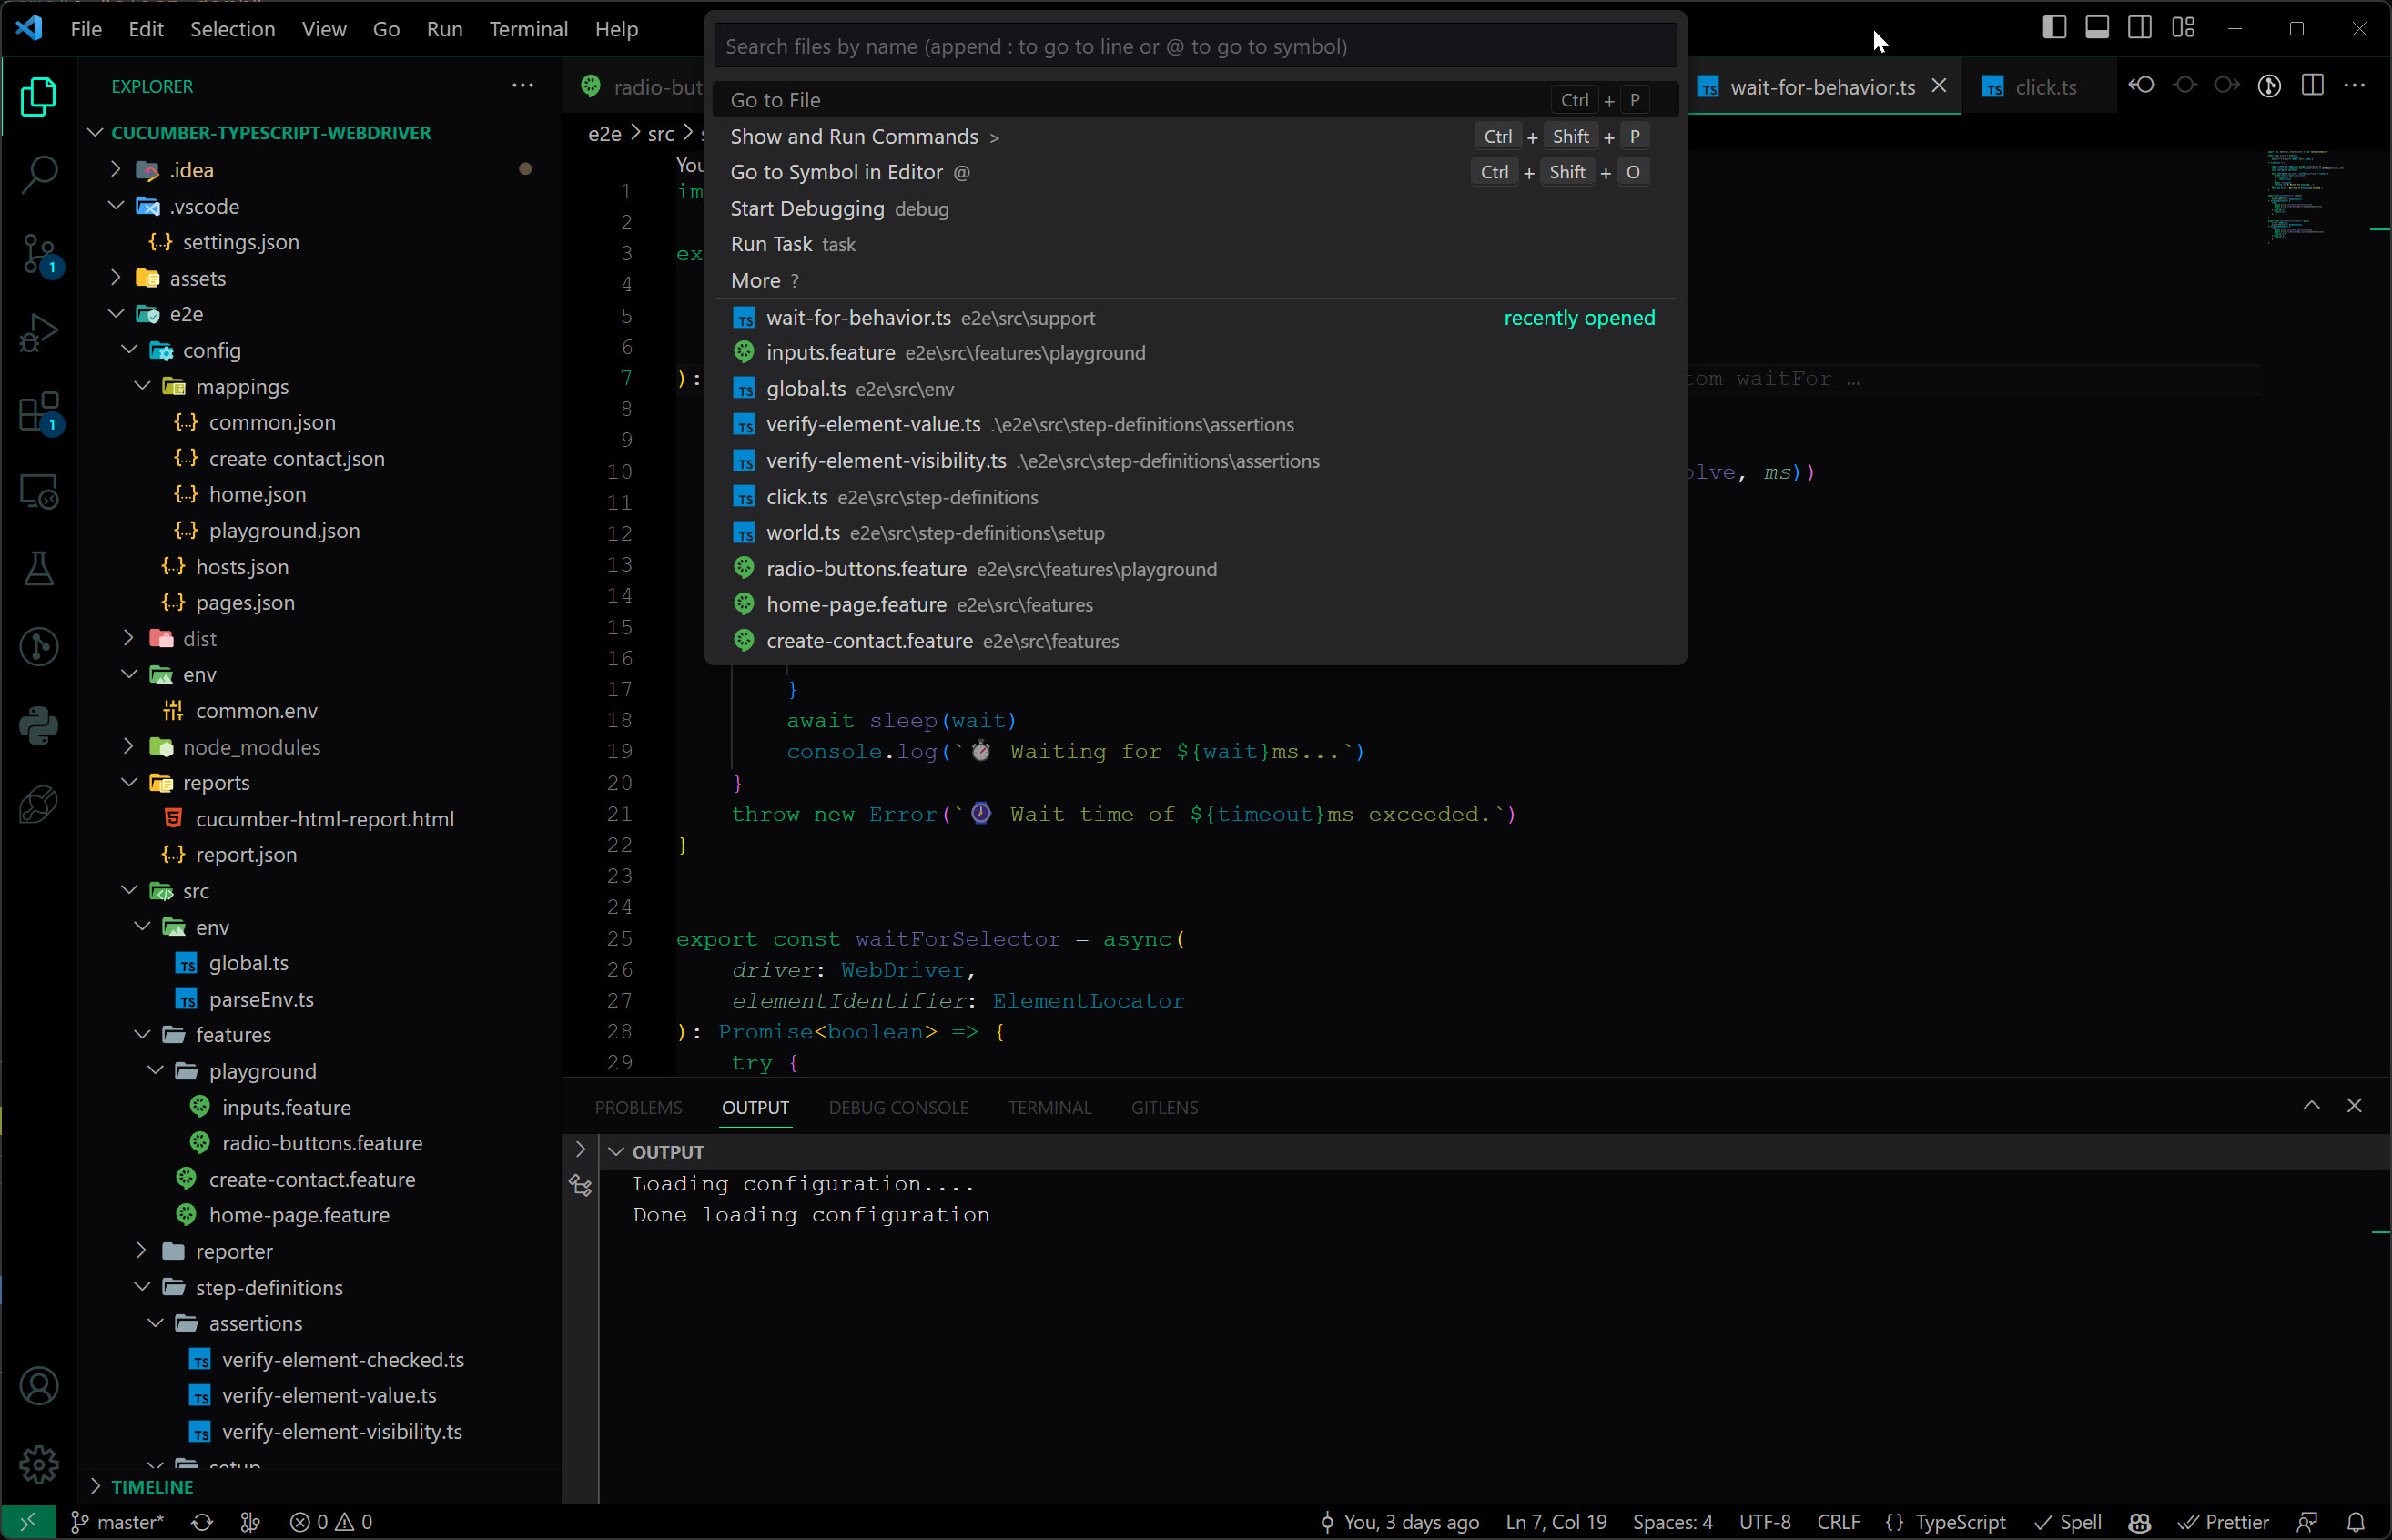 File Edit Selection View Go Run Terminal Help
Search files by name (append : to go to line or @ to go to symbol)
Go to File Ctrl + P
Show and Run Commands > Ctrl + Shift + P
Go to Symbol in Editor @ Ctrl + Shift + O
Start Debugging debug
Run Task task
More ?
wait-for-behavior.ts e2e\src\support recently opened
inputs.feature e2e\src\features\playground
global.ts e2e\src\env
verify-element-value.ts .\e2e\src\step-definitions\assertions
verify-element-visibility.ts .\e2e\src\step-definitions\assertions
click.ts e2e\src\step-definitions
world.ts e2e\src\step-definitions\setup
radio-buttons.feature e2e\src\features\playground
home-page.feature e2e\src\features
create-contact.feature e2e\src\features
EXPLORER
CUCUMBER-TYPESCRIPT-WEBDRIVER
.idea
.vscode
settings.json
assets
e2e
config
mappings
common.json
create contact.json
home.json
playground.json
hosts.json
pages.json
dist
env
common.env
node_modules
reports
cucumber-html-report.html
report.json
src
env
global.ts
parseEnv.ts
features
playground
inputs.feature
radio-buttons.feature
create-contact.feature
home-page.feature
reporter
step-definitions
assertions
verify-element-checked.ts
verify-element-value.ts
verify-element-visibility.ts
setup
TIMELINE
1
1
radio-but
wait-for-behavior.ts
click.ts
e2e > src > s
You
1 im
2
3 ex
4
5
6
7 ): tom waitFor …
8
9
10 olve, ms))
11
12
13
14
15
16
17 }
18 await sleep(wait)
19 console.log(`⏱ Waiting for ${wait}ms...`)
20 }
21 throw new Error(`⌚ Wait time of ${timeout}ms exceeded.`)
22 }
23
24
25 export const waitForSelector = async(
26 driver: WebDriver,
27 elementIdentifier: ElementLocator
28 ): Promise<boolean> => {
29 try {
PROBLEMS OUTPUT DEBUG CONSOLE TERMINAL GITLENS
OUTPUT
Loading configuration....
Done loading configuration
master* 0 0 You, 3 days ago Ln 7, Col 19 Spaces: 4 UTF-8 CRLF {} TypeScript Spell Prettier